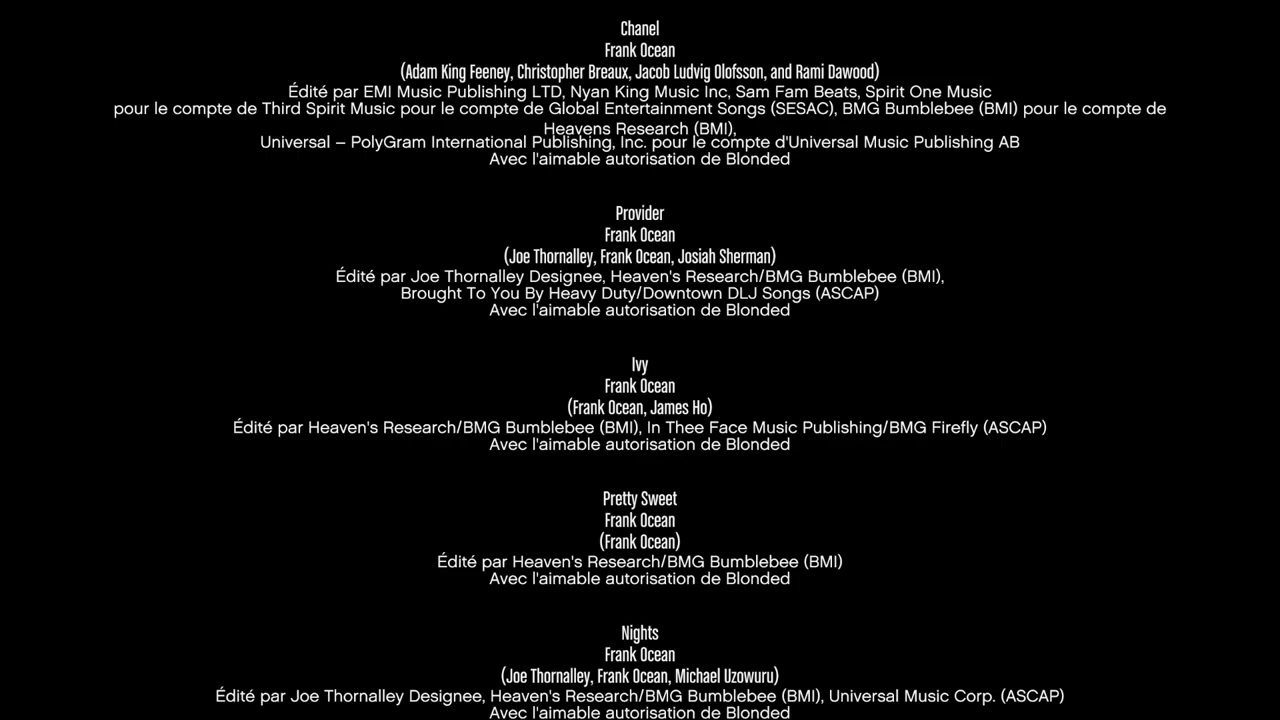 Chanel
Frank Ocean
(Adam King Feeney, Christopher Breaux, Jacob Ludvig Olofsson, and Rami Dawood)
Édité par EMI Music Publishing LTD, Nyan King Music Inc, Sam Fam Beats, Spirit One Music
pour le compte de Third Spirit Music pour le compte de Global Entertainment Songs (SESAC), BMG Bumblebee (BMI) pour le compte de
Heavens Research (BMI),
Universal – PolyGram International Publishing, Inc. pour le compte d'Universal Music Publishing AB
Avec l'aimable autorisation de Blonded
Provider
Frank Ocean
(Joe Thornalley, Frank Ocean, Josiah Sherman)
Édité par Joe Thornalley Designee, Heaven's Research/BMG Bumblebee (BMI),
Brought To You By Heavy Duty/Downtown DLJ Songs (ASCAP)
Avec l'aimable autorisation de Blonded
Ivy
Frank Ocean
(Frank Ocean, James Ho)
Édité par Heaven's Research/BMG Bumblebee (BMI), In Thee Face Music Publishing/BMG Firefly (ASCAP)
Avec l'aimable autorisation de Blonded
Pretty Sweet
Frank Ocean
(Frank Ocean)
Édité par Heaven's Research/BMG Bumblebee (BMI)
Avec l'aimable autorisation de Blonded
Nights
Frank Ocean
(Joe Thornalley, Frank Ocean, Michael Uzowuru)
Édité par Joe Thornalley Designee, Heaven's Research/BMG Bumblebee (BMI), Universal Music Corp. (ASCAP)
Avec l'aimable autorisation de Blonded